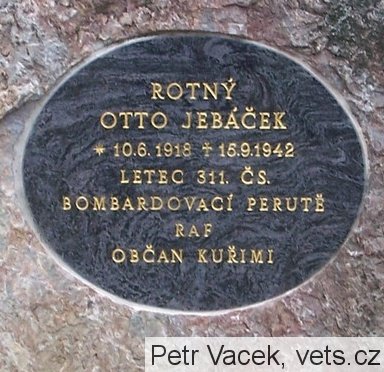 ROTNÝ
OTTO JEBÁČEK
* 10.6.1918 † 15.9.1942
LETEC 311. ČS.
BOMBARDOVACÍ PERUTĚ
RAF
OBČAN KUŘIMI
Petr Vacek, vets.cz